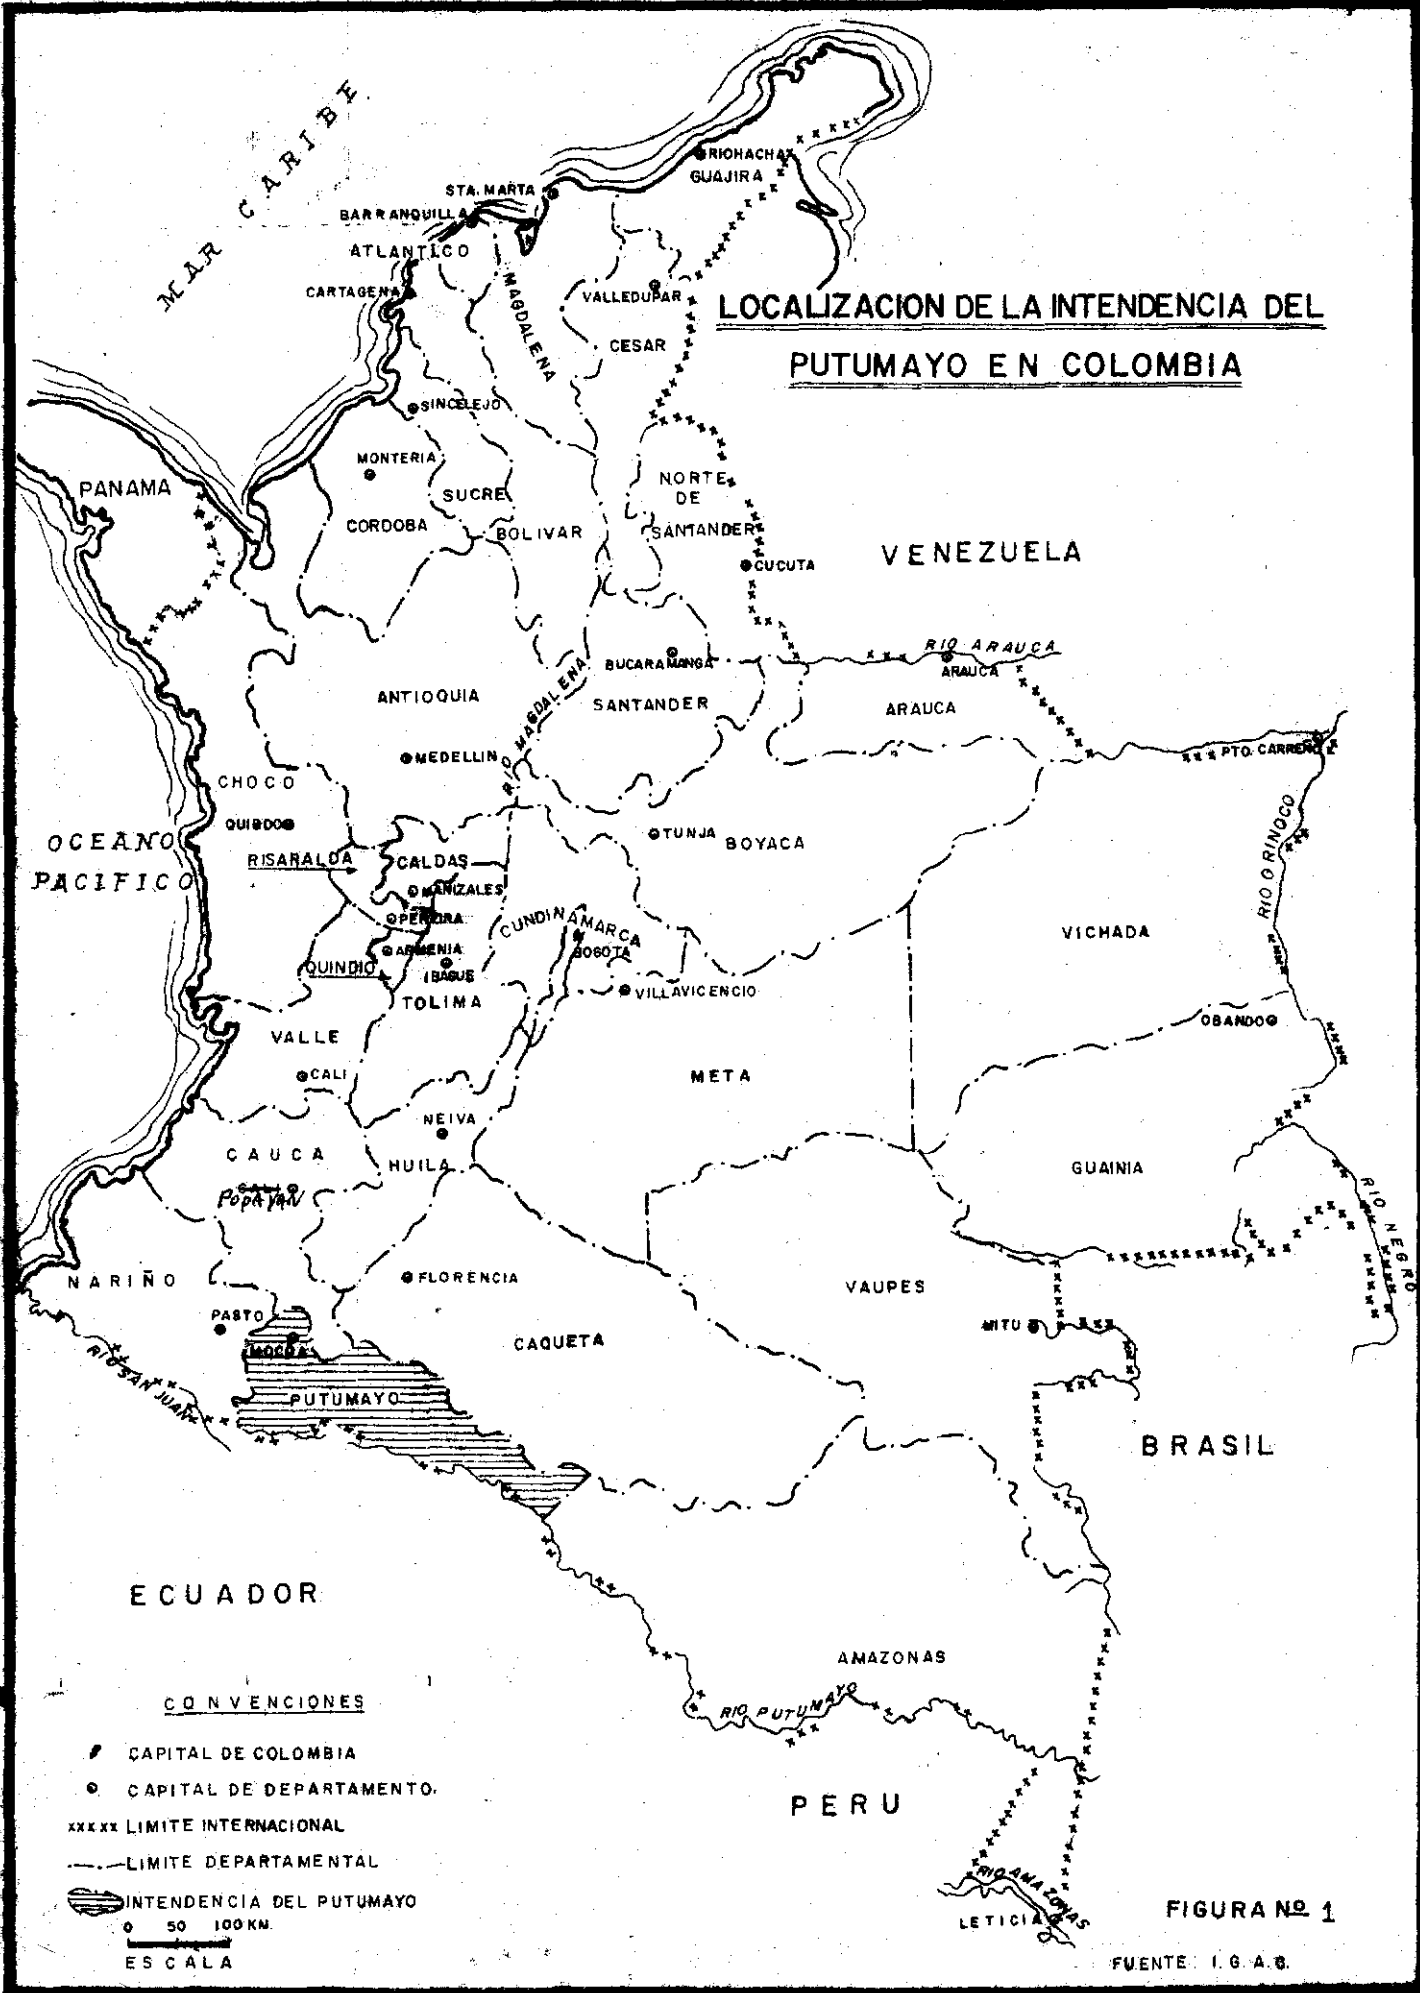 MAR CARIBE
RIOHACHA
GUAJIRA
STA. MARTA
BARRANQUILLA
ATLANTICO
CARTAGENA
MAGDALENA
VALLEDUPAR
CESAR
LOCALIZACION DE LA INTENDENCIA DEL
PUTUMAYO EN COLOMBIA
SINCELEJO
MONTERIA
PANAMA
SUCRE
CORDOBA
BOLIVAR
NORTE
DE
SANTANDER
CUCUTA
VENEZUELA
RIO ARAUCA
ARAUCA
ARAUCA
BUCARAMANGA
SANTANDER
ANTIOQUIA
RIO MAGDALENA
MEDELLIN
PTO. CARREÑO
CHOCO
QUIBDO
OCEANO
PACIFICO
RISARALDA
CALDAS
TUNJA
BOYACA
RIO ORINOCO
MANIZALES
PEREIRA
CUNDINAMARCA
BOGOTA
VICHADA
ARMENIA
QUINDIO
IBAGUE
TOLIMA
VILLAVICENCIO
OBANDO
VALLE
CALI
META
NEIVA
CAUCA
HUILA
GUAINIA
CALI
POPAYAN
RIO NEGRO
NARIÑO
FLORENCIA
VAUPES
PASTO
MOCOA
MITU
CAQUETA
RIO SAN JUAN
PUTUMAYO
BRASIL
ECUADOR
AMAZONAS
RIO PUTUMAYO
PERU
RIO AMAZONAS
LETICIA
CONVENCIONES
CAPITAL DE COLOMBIA
CAPITAL DE DEPARTAMENTO.
xxxxx LIMITE INTERNACIONAL
LIMITE DEPARTAMENTAL
INTENDENCIA DEL PUTUMAYO
0 50 100 KM.
ESCALA
FIGURA Nº 1
FUENTE: I. G. A. C.